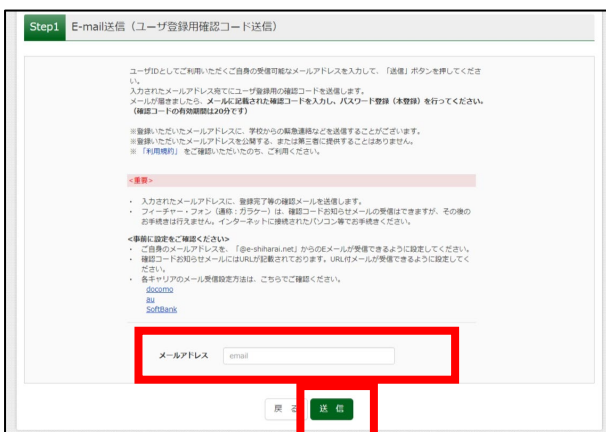 Step1 E-mail送信（ユーザ登録用確認コード送信）
ユーザIDとしてご利用いただくご自身の受信可能なメールアドレスを入力して、「送信」ボタンを押してくださ
い。
入力されたメールアドレス宛てにユーザ登録用の確認コードを送信します。
メールが届きましたら、メールに記載された確認コードを入力し、パスワード登録（本登録）を行ってください。
（確認コードの有効期間は20分です）
※登録いただいたメールアドレスに、学校からの緊急連絡などを送信することがございます。
※登録いただいたメールアドレスを公開する、または第三者に提供することはありません。
※「利用規約」をご確認いただいたのち、ご利用ください。
<重要>
・ 入力されたメールアドレスに、登録完了等の確認メールを送信します。
・ フィーチャー・フォン（通称：ガラケー）は、確認コードお知らせメールの受信はできますが、その後の
お手続きは行えません。インターネットに接続されたパソコン等でお手続きください。
<事前に設定をご確認ください>
・ ご自身のメールアドレスを、「@e-shiharai.net」からのEメールが受信できるように設定してください。
・ 確認コードお知らせメールにはURLが記載されております。URL付メールが受信できるように設定してく
ださい。
・ 各キャリアのメール受信設定方法は、こちらでご確認ください。
docomo
au
SoftBank
メールアドレス email
戻 る 送 信